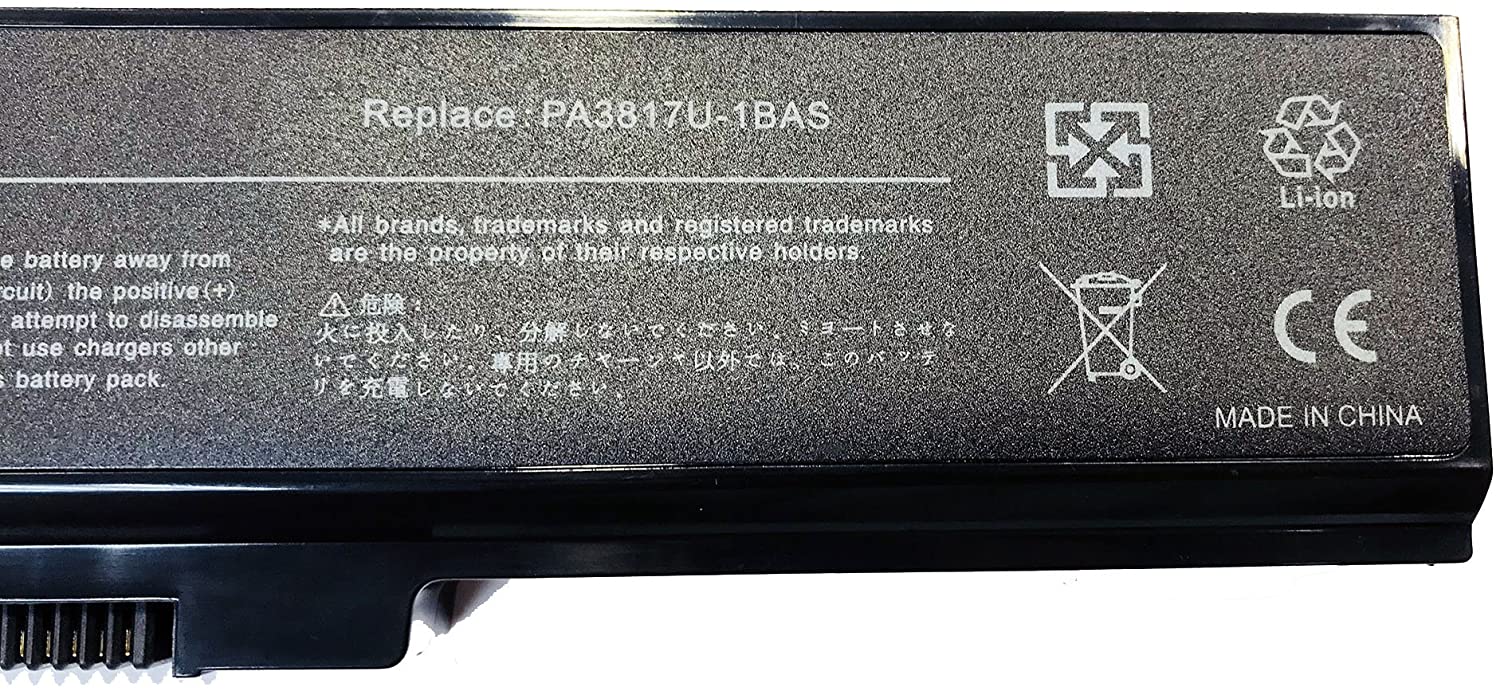 Replace : PA3817U-1BAS
*All brands, trademarks and registered trademarks
are the property of their respective holders.
e battery away from
rcuit) the positive(+)
attempt to disassemble
ot use chargers other
s battery pack.
危険：
火に投入したり、分解しないでください、ミヨートさせな
いでください、専用のチャージャ以外では、このバッテ
リを充電しないでください、
Li-ion
CE
MADE IN CHINA